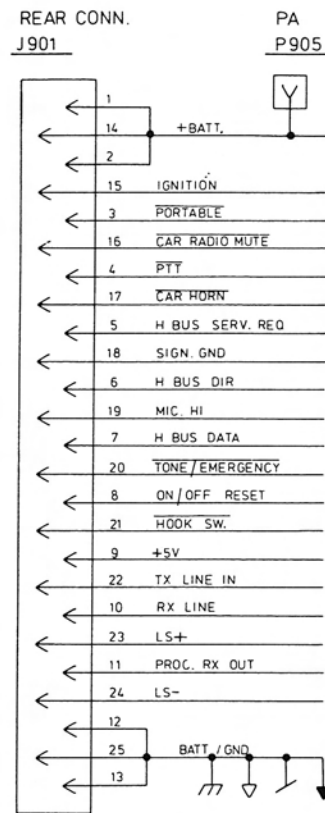 REAR CONN. PA
J901 P905
1
14 +BATT.
2
15 IGNITION
3 PORTABLE
16 CAR RADIO MUTE
4 PTT
17 CAR HORN
5 H BUS SERV. REQ
18 SIGN. GND
6 H BUS DIR
19 MIC. HI
7 H BUS DATA
20 TONE/EMERGENCY
8 ON/OFF RESET
21 HOOK SW.
9 +5V
22 TX LINE IN
10 RX LINE
23 LS+
11 PROC. RX OUT
24 LS-
12
25 BATT/GND
13